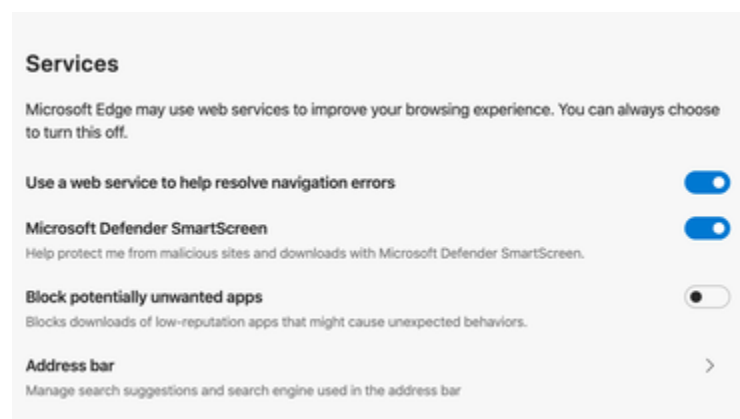 Services
Microsoft Edge may use web services to improve your browsing experience. You can always choose
to turn this off.
Use a web service to help resolve navigation errors
Microsoft Defender SmartScreen
Help protect me from malicious sites and downloads with Microsoft Defender SmartScreen.
Block potentially unwanted apps
Blocks downloads of low-reputation apps that might cause unexpected behaviors.
Address bar
Manage search suggestions and search engine used in the address bar